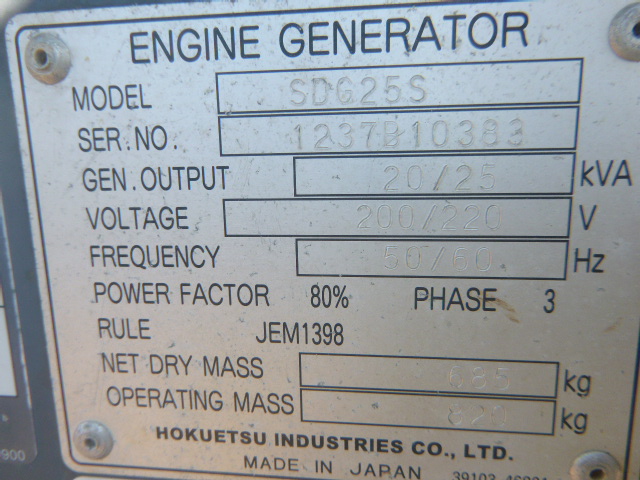 ENGINE GENERATOR
MODEL SDG25S
SER.NO. 1237B10383
GEN.OUTPUT 20/25 kVA
VOLTAGE 200/220 V
FREQUENCY 50/60 Hz
POWER FACTOR 80% PHASE 3
RULE JEM1398
NET DRY MASS 685 kg
OPERATING MASS kg
HOKUETSU INDUSTRIES CO., LTD.
MADE IN JAPAN 39103